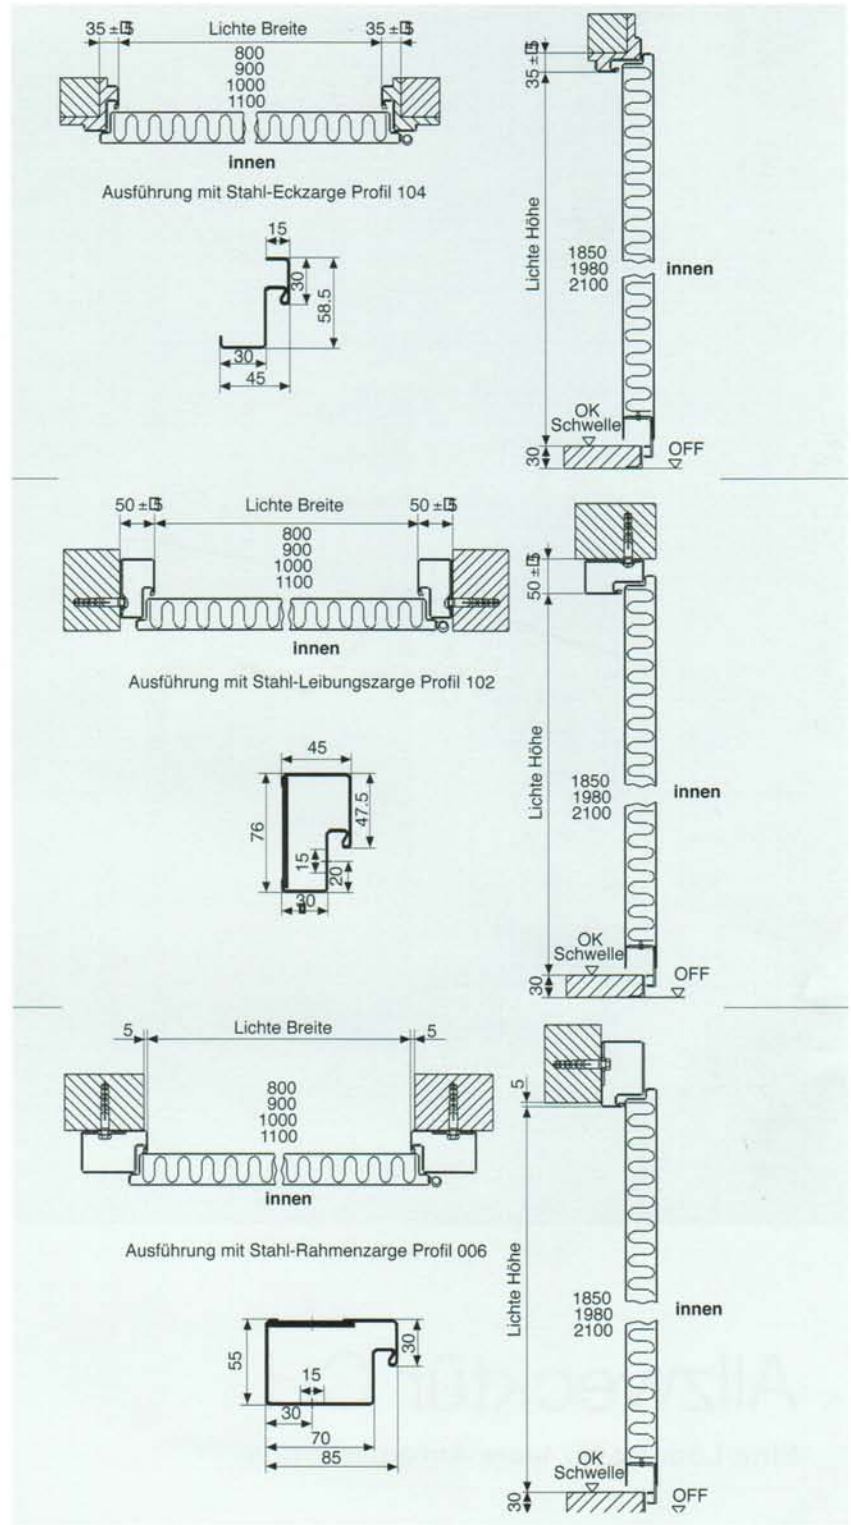 35 ± 5
Lichte Breite
35 ± 5
800
900
1000
1100
innen
Ausführung mit Stahl-Eckzarge Profil 104
15
30
58.5
30
45
35 ± 5
Lichte Höhe
1850
1980
2100
innen
OK
Schwelle
OFF
30
50 ± 5
Lichte Breite
50 ± 5
800
900
1000
1100
innen
Ausführung mit Stahl-Leibungszarge Profil 102
45
76
47.5
15
20
30
50 ± 5
Lichte Höhe
1850
1980
2100
innen
OK
Schwelle
OFF
30
5
Lichte Breite
5
800
900
1000
1100
innen
Ausführung mit Stahl-Rahmenzarge Profil 006
55
30
15
30
70
85
5
Lichte Höhe
1850
1980
2100
innen
OK
Schwelle
OFF
30